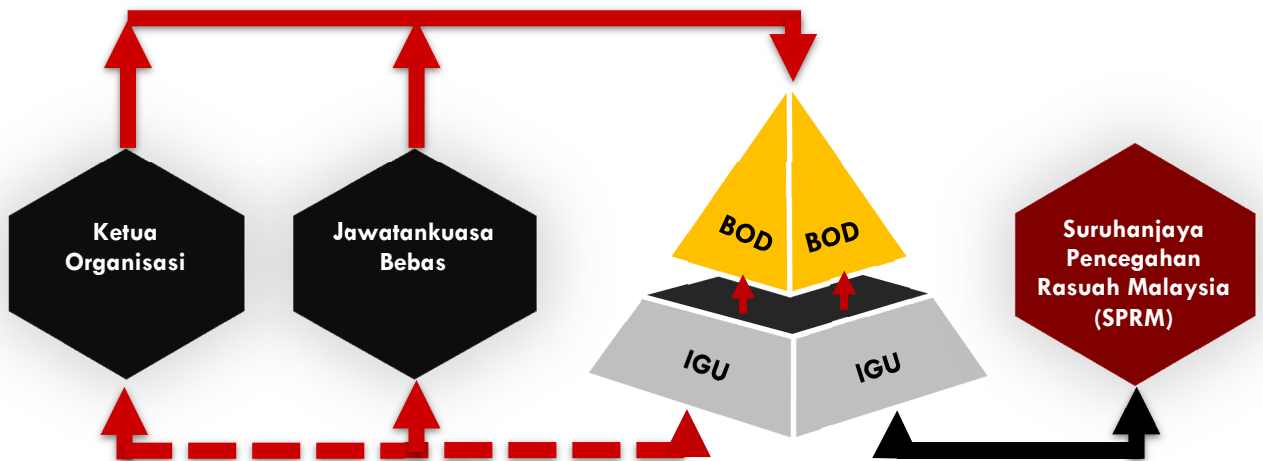 Ketua
Organisasi
Jawatankuasa
Bebas
BOD
BOD
IGU
IGU
Suruhanjaya
Pencegahan
Rasuah Malaysia
(SPRM)